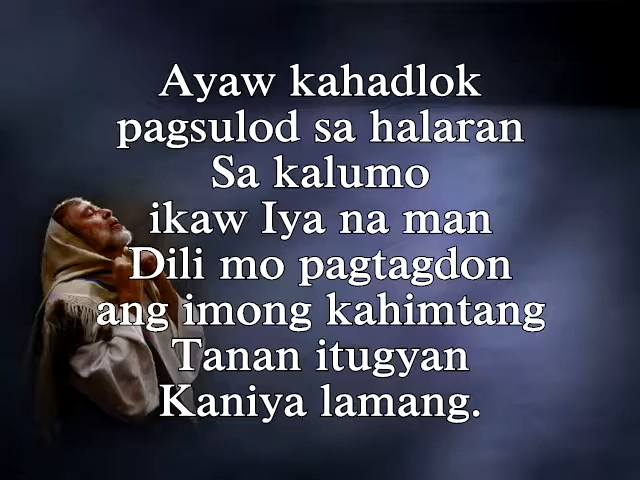 Ayaw kahadlok
pagsulod sa halaran
Sa kalumo
ikaw Iya na man
Dili mo pagtagdon
ang imong kahimtang
Tanan itugyan
Kaniya lamang.